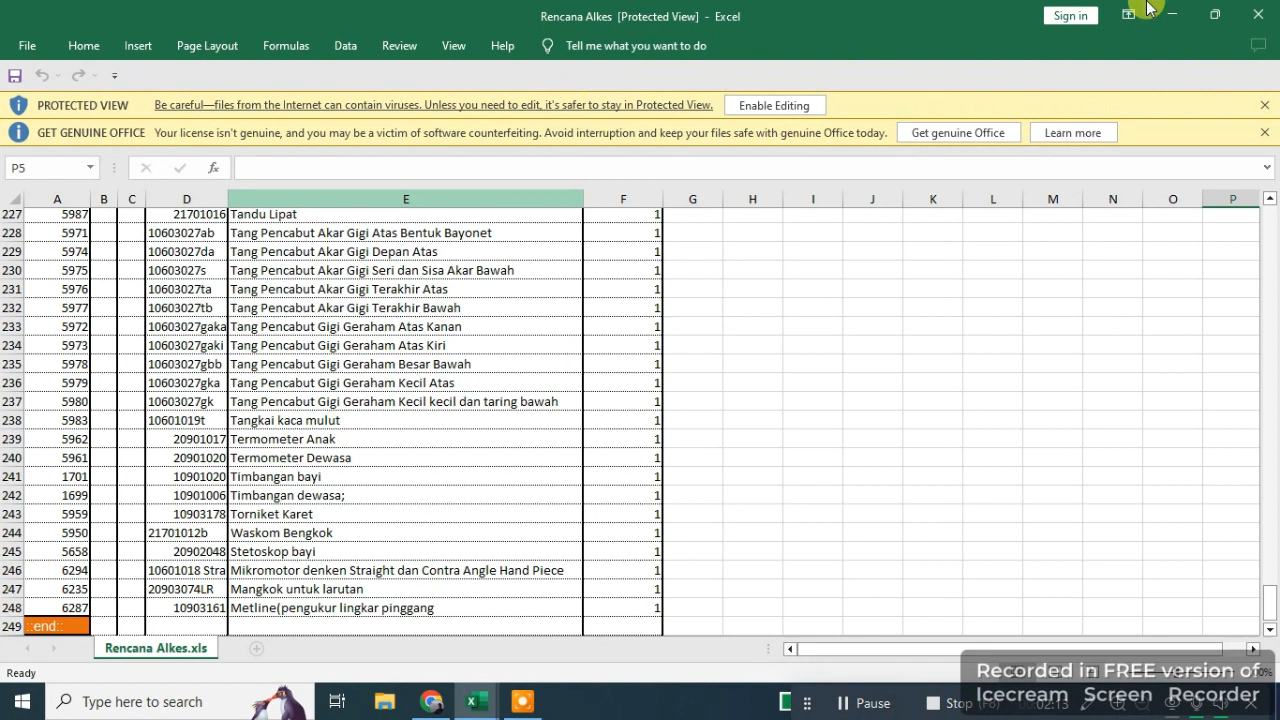 Rencana Alkes [Protected View] - Excel
Sign in
File Home Insert Page Layout Formulas Data Review View Help Tell me what you want to do
PROTECTED VIEW Be careful—files from the Internet can contain viruses. Unless you need to edit, it's safer to stay in Protected View. Enable Editing
GET GENUINE OFFICE Your license isn't genuine, and you may be a victim of software counterfeiting. Avoid interruption and keep your files safe with genuine Office today. Get genuine Office Learn more
P5 fx
A B C D E F G H I J K L M N O P
227 5987 21701016 Tandu Lipat 1
228 5971 10603027ab Tang Pencabut Akar Gigi Atas Bentuk Bayonet 1
229 5974 10603027da Tang Pencabut Akar Gigi Depan Atas 1
230 5975 10603027s Tang Pencabut Akar Gigi Seri dan Sisa Akar Bawah 1
231 5976 10603027ta Tang Pencabut Akar Gigi Terakhir Atas 1
232 5977 10603027tb Tang Pencabut Akar Gigi Terakhir Bawah 1
233 5972 10603027gaka Tang Pencabut Gigi Geraham Atas Kanan 1
234 5973 10603027gaki Tang Pencabut Gigi Geraham Atas Kiri 1
235 5978 10603027gbb Tang Pencabut Gigi Geraham Besar Bawah 1
236 5979 10603027gka Tang Pencabut Gigi Geraham Kecil Atas 1
237 5980 10603027gk Tang Pencabut Gigi Geraham Kecil kecil dan taring bawah 1
238 5983 10601019t Tangkai kaca mulut 1
239 5962 20901017 Termometer Anak 1
240 5961 20901020 Termometer Dewasa 1
241 1701 10901020 Timbangan bayi 1
242 1699 10901006 Timbangan dewasa; 1
243 5959 10903178 Torniket Karet 1
244 5950 21701012b Waskom Bengkok 1
245 5658 20902048 Stetoskop bayi 1
246 6294 10601018 Stra Mikromotor denken Straight dan Contra Angle Hand Piece 1
247 6235 20903074LR Mangkok untuk larutan 1
248 6287 10903161 Metline(pengukur lingkar pinggang 1
249 ::end::
Rencana Alkes.xls
Ready
Recorded in FREE version of
Icecream Screen Recorder
Type here to search
Pause